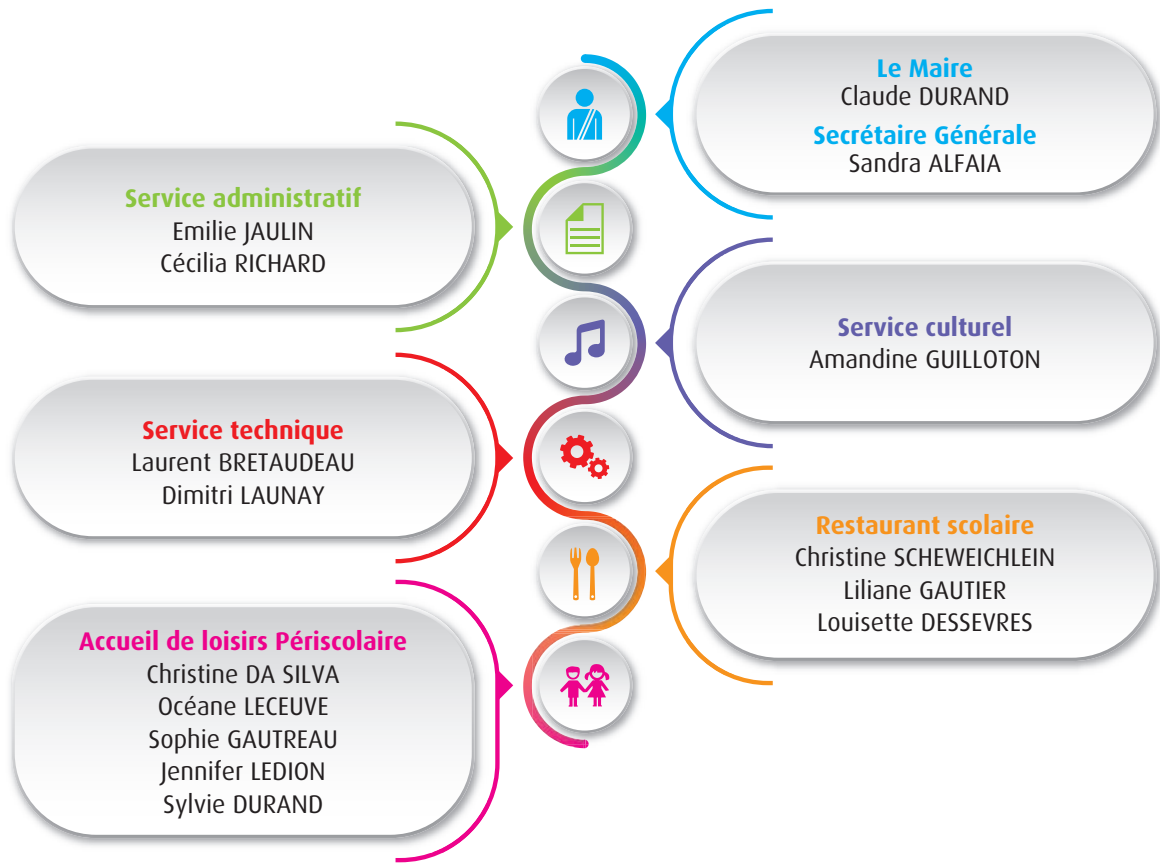 Le Maire
Claude DURAND
Secrétaire Générale
Sandra ALFAIA
Service administratif
Emilie JAULIN
Cécilia RICHARD
Service culturel
Amandine GUILLOTON
Service technique
Laurent BRETAUDEAU
Dimitri LAUNAY
Restaurant scolaire
Christine SCHEWEICHLEIN
Liliane GAUTIER
Louisette DESSEVRES
Accueil de loisirs Périscolaire
Christine DA SILVA
Océane LECEUVE
Sophie GAUTREAU
Jennifer LEDION
Sylvie DURAND